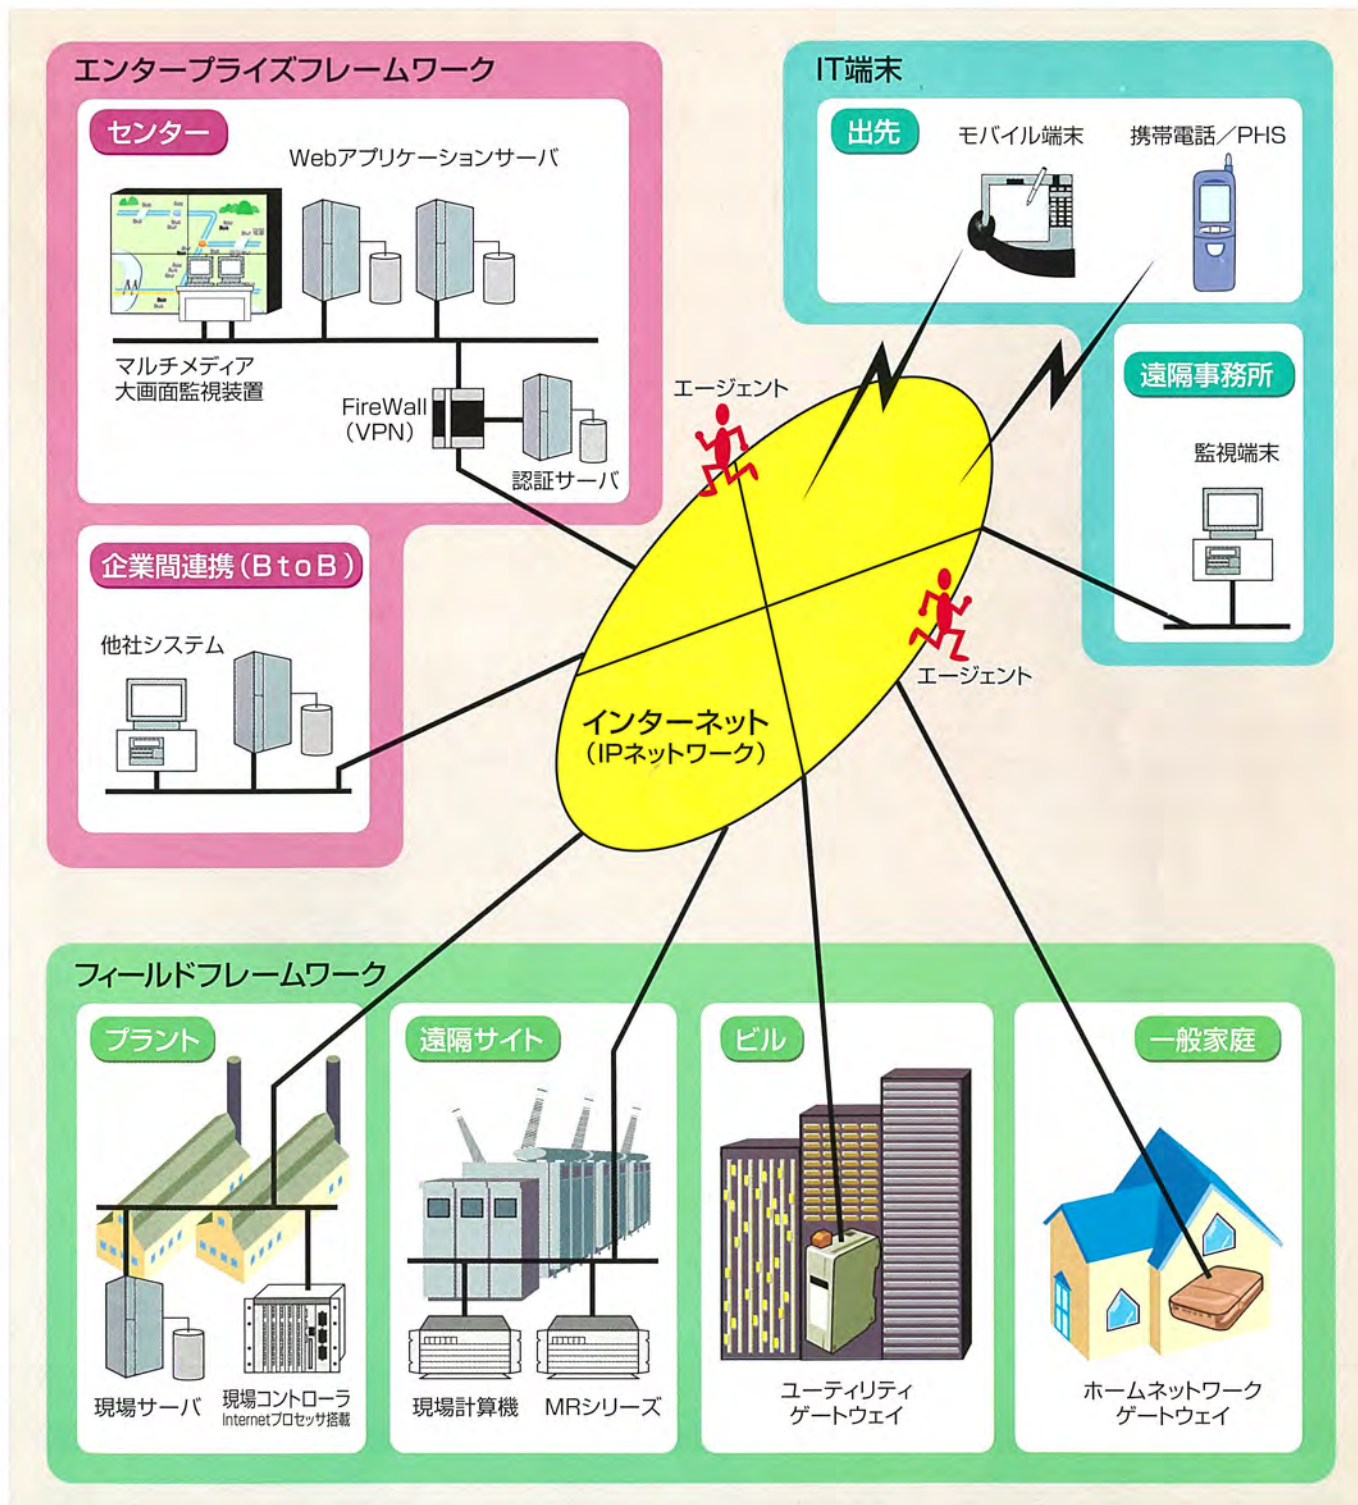 エンタープライズフレームワーク
センター
Webアプリケーションサーバ
マルチメディア
大画面監視装置
FireWall
(VPN)
認証サーバ
企業間連携(BtoB)
他社システム
IT端末
出先
モバイル端末
携帯電話/PHS
遠隔事務所
監視端末
エージェント
エージェント
インターネット
(IPネットワーク)
フィールドフレームワーク
プラント
現場サーバ
現場コントローラ
Internetプロセッサ搭載
遠隔サイト
現場計算機
MRシリーズ
ビル
ユーティリティ
ゲートウェイ
一般家庭
ホームネットワーク
ゲートウェイ